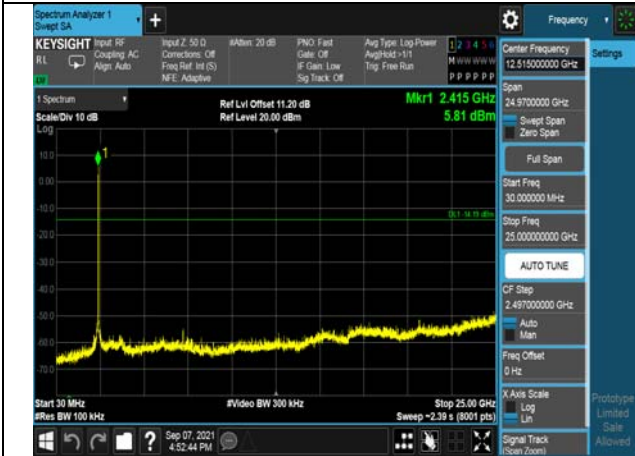 Spectrum Analyzer 1
Swept SA
Frequency
KEYSIGHT
RL
Input: RF
Coupling: AC
Align: Auto
Input Z: 50 Ω
Corrections: Off
Freq Ref: Int (S)
NFE: Adaptive
#Atten: 20 dB
PNO: Fast
Gate: Off
IF Gain: Low
Sig Track: Off
Avg Type: Log-Power
Avg|Hold:>1/1
Trig: Free Run
1 2 3 4 5 6
M W W W W W
P P P P P P
1 Spectrum
Scale/Div 10 dB
Log
Ref Lvl Offset 11.20 dB
Ref Level 20.00 dBm
Mkr1 2.415 GHz
5.81 dBm
1
10.0
0.00
-10.0
-20.0
-30.0
-40.0
-50.0
-60.0
-70.0
Start 30 MHz
#Res BW 100 kHz
#Video BW 300 kHz
Stop 25.00 GHz
Sweep ~2.39 s (8001 pts)
Center Frequency
12.515000000 GHz
Settings
Span
24.9700000 GHz
Swept Span
Zero Span
Full Span
Start Freq
30.000000 MHz
Stop Freq
25.000000000 GHz
AUTO TUNE
CF Step
2.497000000 GHz
Auto
Man
Freq Offset
0 Hz
X Axis Scale
Log
Lin
Signal Track
(Span Zoom)
Prototype
Limited
Sale
Allowed
Sep 07, 2021
4:52:44 PM